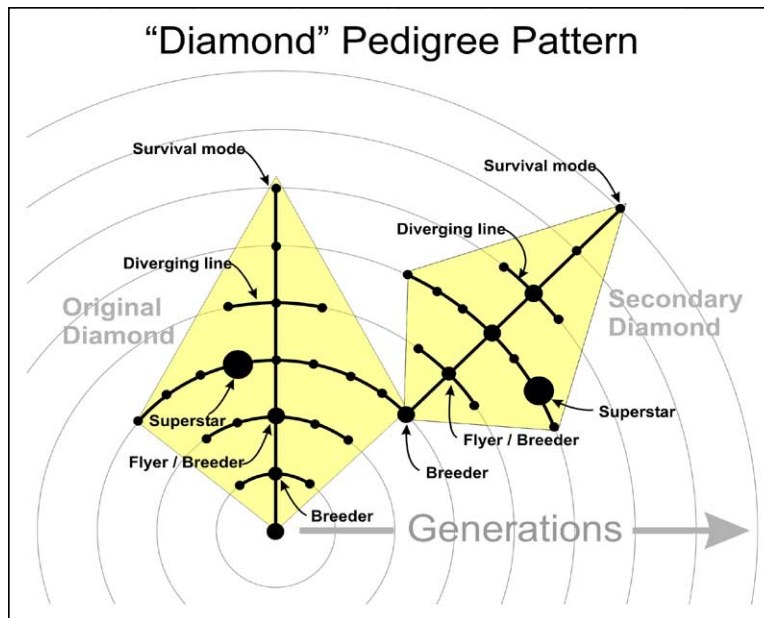 “Diamond” Pedigree Pattern
Survival mode
Survival mode
Diverging line
Diverging line
Original
Diamond
Secondary
Diamond
Superstar
Superstar
Flyer / Breeder
Flyer / Breeder
Breeder
Breeder
Generations